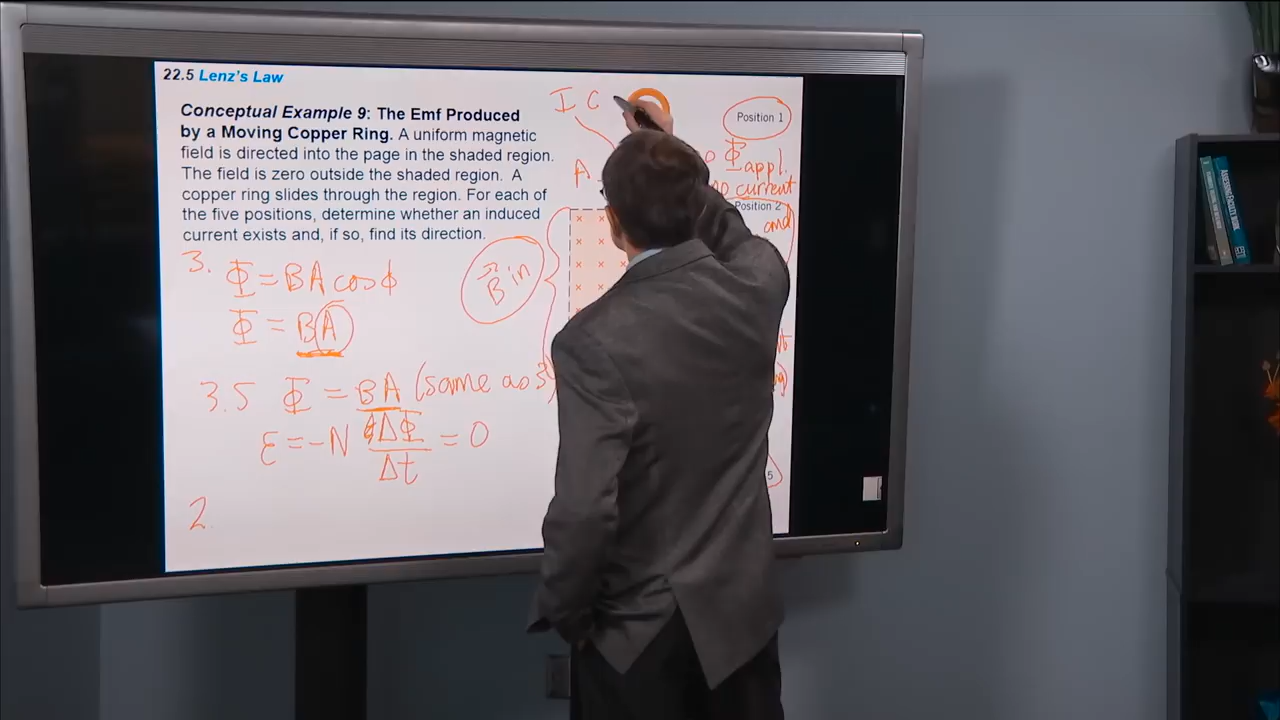 22.5 Lenz's Law
Conceptual Example 9: The Emf Produced
by a Moving Copper Ring. A uniform magnetic
field is directed into the page in the shaded region.
The field is zero outside the shaded region. A
copper ring slides through the region. For each of
the five positions, determine whether an induced
current exists and, if so, find its direction.
3. Φ = BA cos ϕ
Φ = BA
3.5 Φ = BA (same as 3
ε = -N ΔΦ/Δt = 0
2.
I C
A
B⃗ in
Position 1
Φ appl.
no current
Position 2
and
5